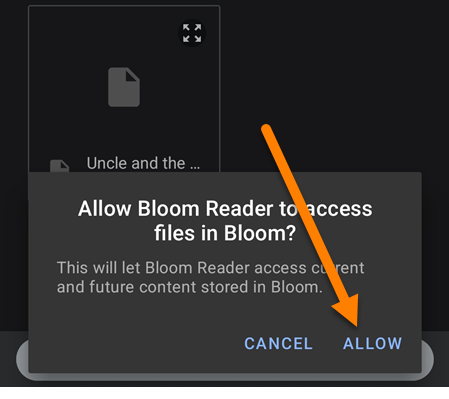 Uncle and the ...
Allow Bloom Reader to access
files in Bloom?
This will let Bloom Reader access current
and future content stored in Bloom.
CANCEL ALLOW